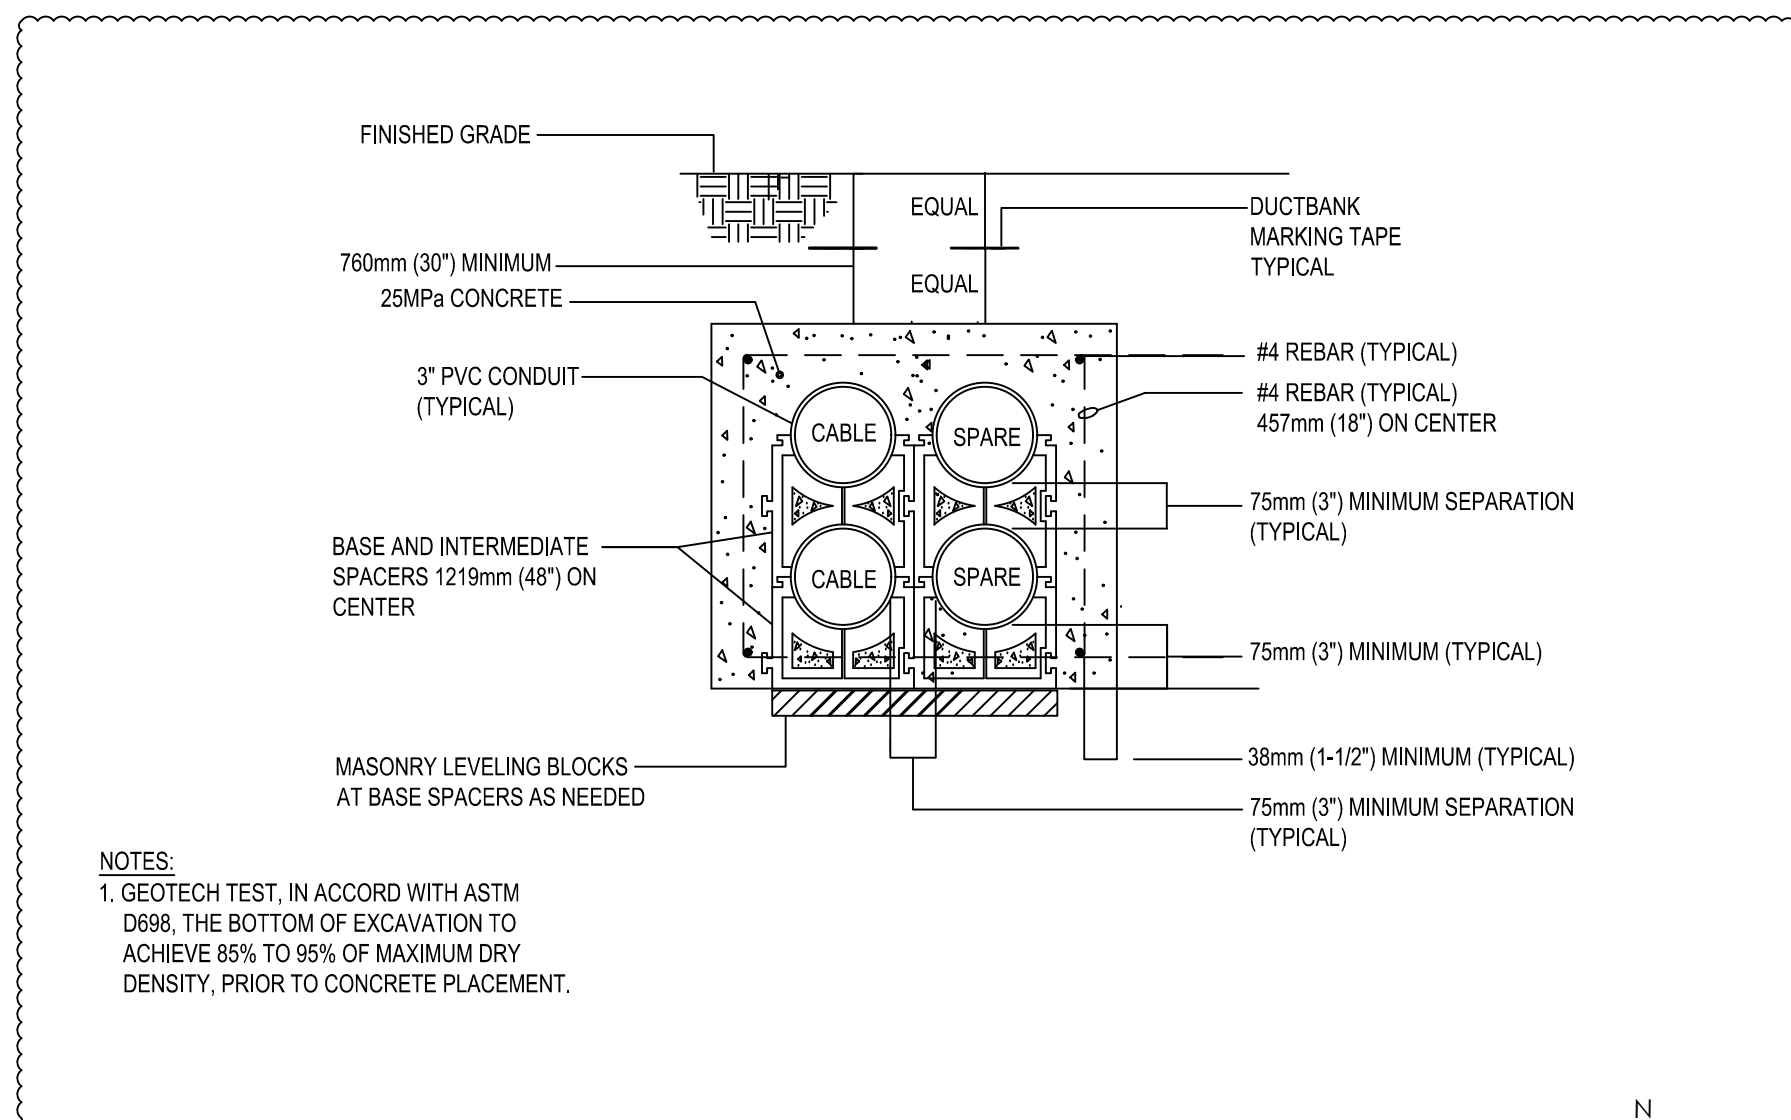 FINISHED GRADE
EQUAL
DUCTBANK
MARKING TAPE
TYPICAL
760mm (30") MINIMUM
EQUAL
25MPa CONCRETE
#4 REBAR (TYPICAL)
3" PVC CONDUIT
(TYPICAL)
#4 REBAR (TYPICAL)
457mm (18") ON CENTER
CABLE
SPARE
75mm (3") MINIMUM SEPARATION
(TYPICAL)
BASE AND INTERMEDIATE
SPACERS 1219mm (48") ON
CENTER
CABLE
SPARE
75mm (3") MINIMUM (TYPICAL)
MASONRY LEVELING BLOCKS
AT BASE SPACERS AS NEEDED
38mm (1-1/2") MINIMUM (TYPICAL)
75mm (3") MINIMUM SEPARATION
(TYPICAL)
NOTES:
1. GEOTECH TEST, IN ACCORD WITH ASTM
D698, THE BOTTOM OF EXCAVATION TO
ACHIEVE 85% TO 95% OF MAXIMUM DRY
DENSITY, PRIOR TO CONCRETE PLACEMENT.
N